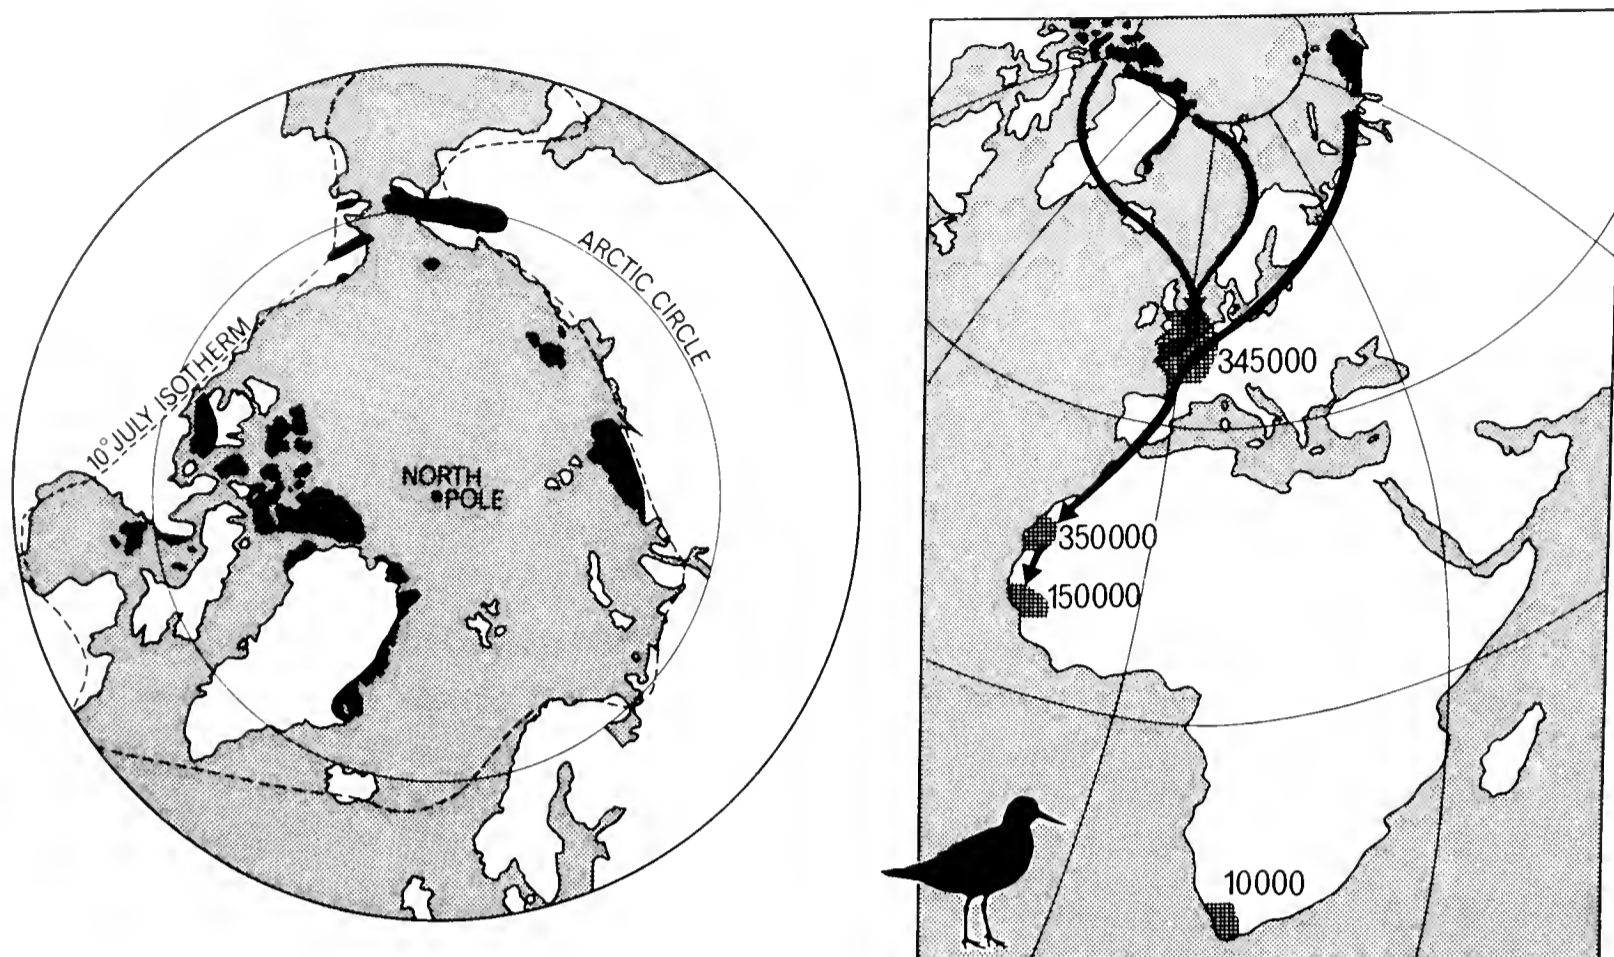 ARCTIC CIRCLE
10° JULY ISOTHERM
NORTH
POLE
345000
350000
150000
10000